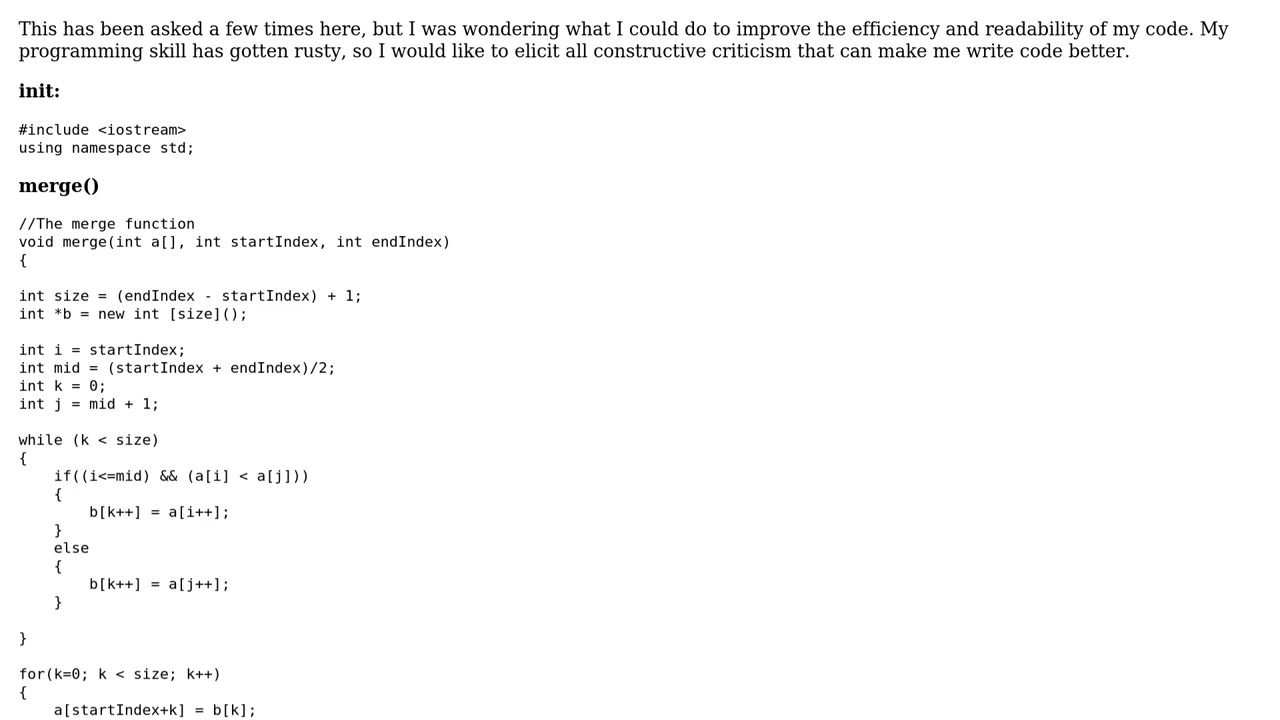 This has been asked a few times here, but I was wondering what I could do to improve the efficiency and readability of my code. My
programming skill has gotten rusty, so I would like to elicit all constructive criticism that can make me write code better.
init:
#include <iostream>
using namespace std;
merge()
//The merge function
void merge(int a[], int startIndex, int endIndex)
{
int size = (endIndex - startIndex) + 1;
int *b = new int [size]();
int i = startIndex;
int mid = (startIndex + endIndex)/2;
int k = 0;
int j = mid + 1;
while (k < size)
{
    if((i<=mid) && (a[i] < a[j]))
    {
        b[k++] = a[i++];
    }
    else
    {
        b[k++] = a[j++];
    }
}
for(k=0; k < size; k++)
{
    a[startIndex+k] = b[k];